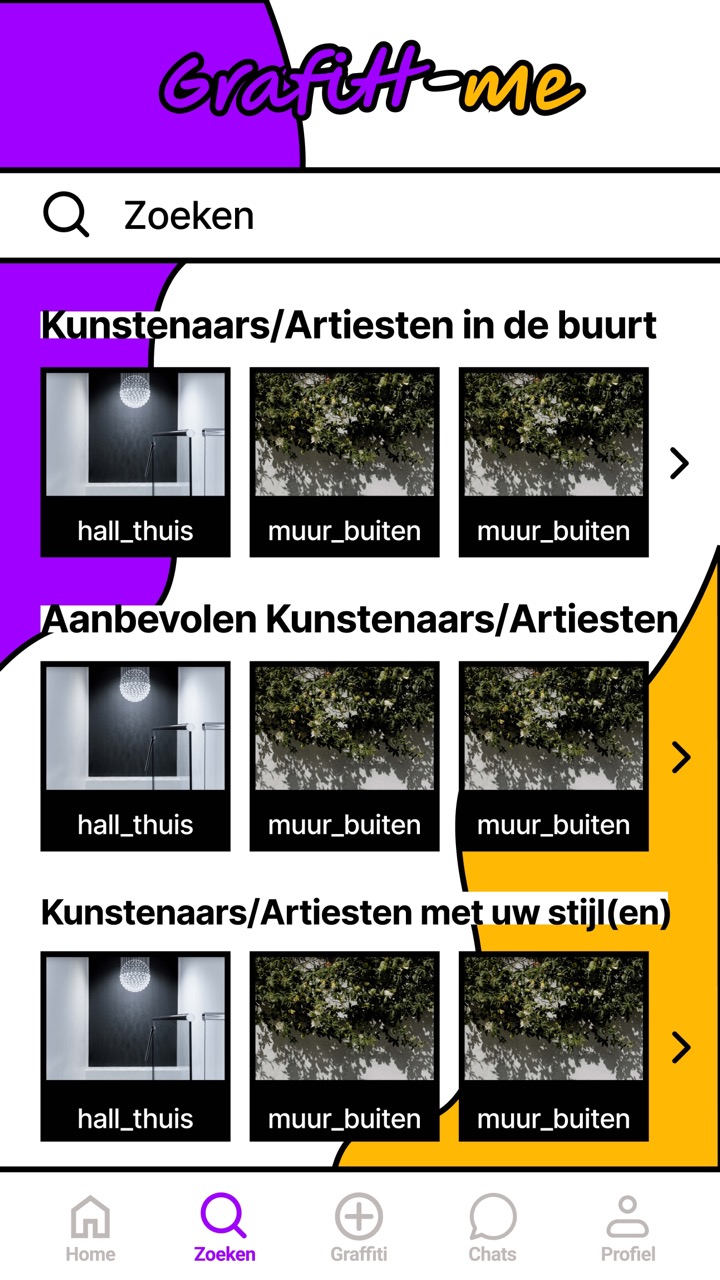 Grafitt-me
Zoeken
Kunstenaars/Artiesten in de buurt
hall_thuis muur_buiten muur_buiten
Aanbevolen Kunstenaars/Artiesten
hall_thuis muur_buiten muur_buiten
Kunstenaars/Artiesten met uw stijl(en)
hall_thuis muur_buiten muur_buiten
Home Zoeken Graffiti Chats Profiel